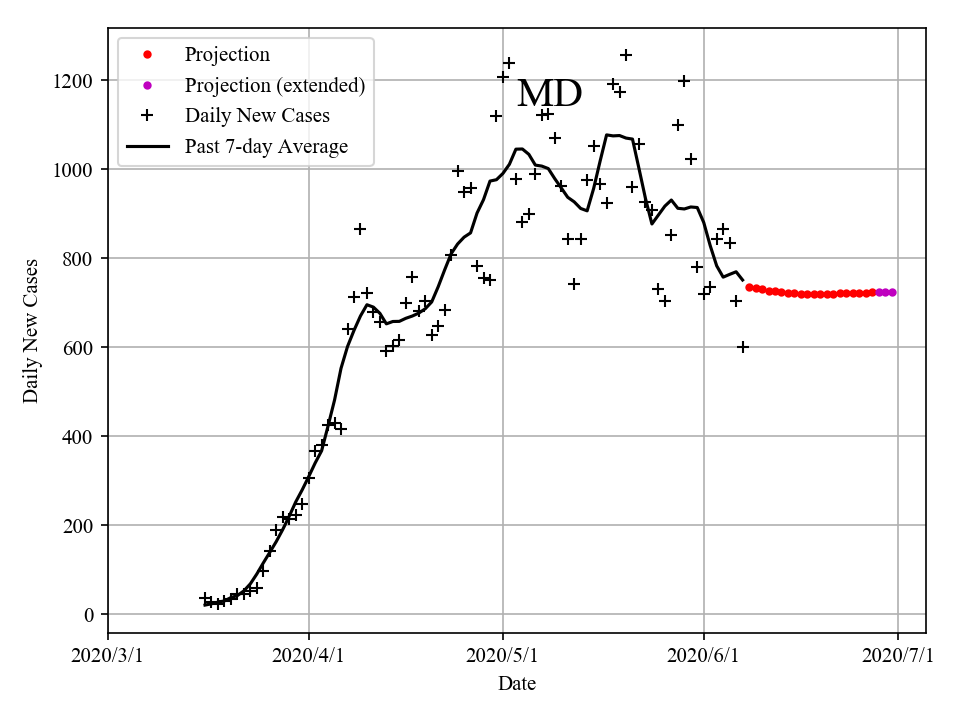 Projection
Projection (extended)
Daily New Cases
Past 7-day Average
MD
1200
1000
800
600
400
200
0
Daily New Cases
2020/3/1
2020/4/1
2020/5/1
2020/6/1
2020/7/1
Date